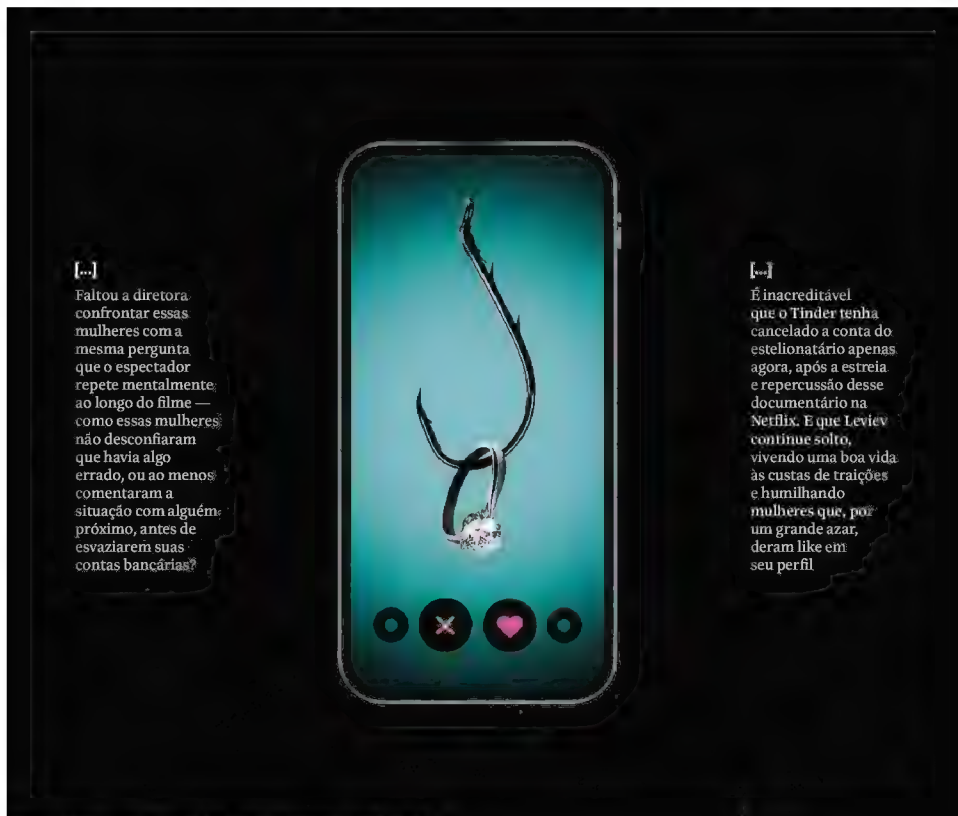 [...]
Faltou a diretora
confrontar essas
mulheres com a
mesma pergunta
que o espectador
repete mentalmente
ao longo do filme —
como essas mulheres
não desconfiaram
que havia algo
errado, ou ao menos
comentaram a
situação com alguém
próximo, antes de
esvaziarem suas
contas bancárias?
[...]
É inacreditável
que o Tinder tenha
cancelado a conta do
estelionatário apenas
agora, após a estreia
e repercussão desse
documentário na
Netflix. E que Leviev
continue solto,
vivendo uma boa vida
às custas de traições
e humilhando
mulheres que, por
um grande azar,
deram like em
seu perfil